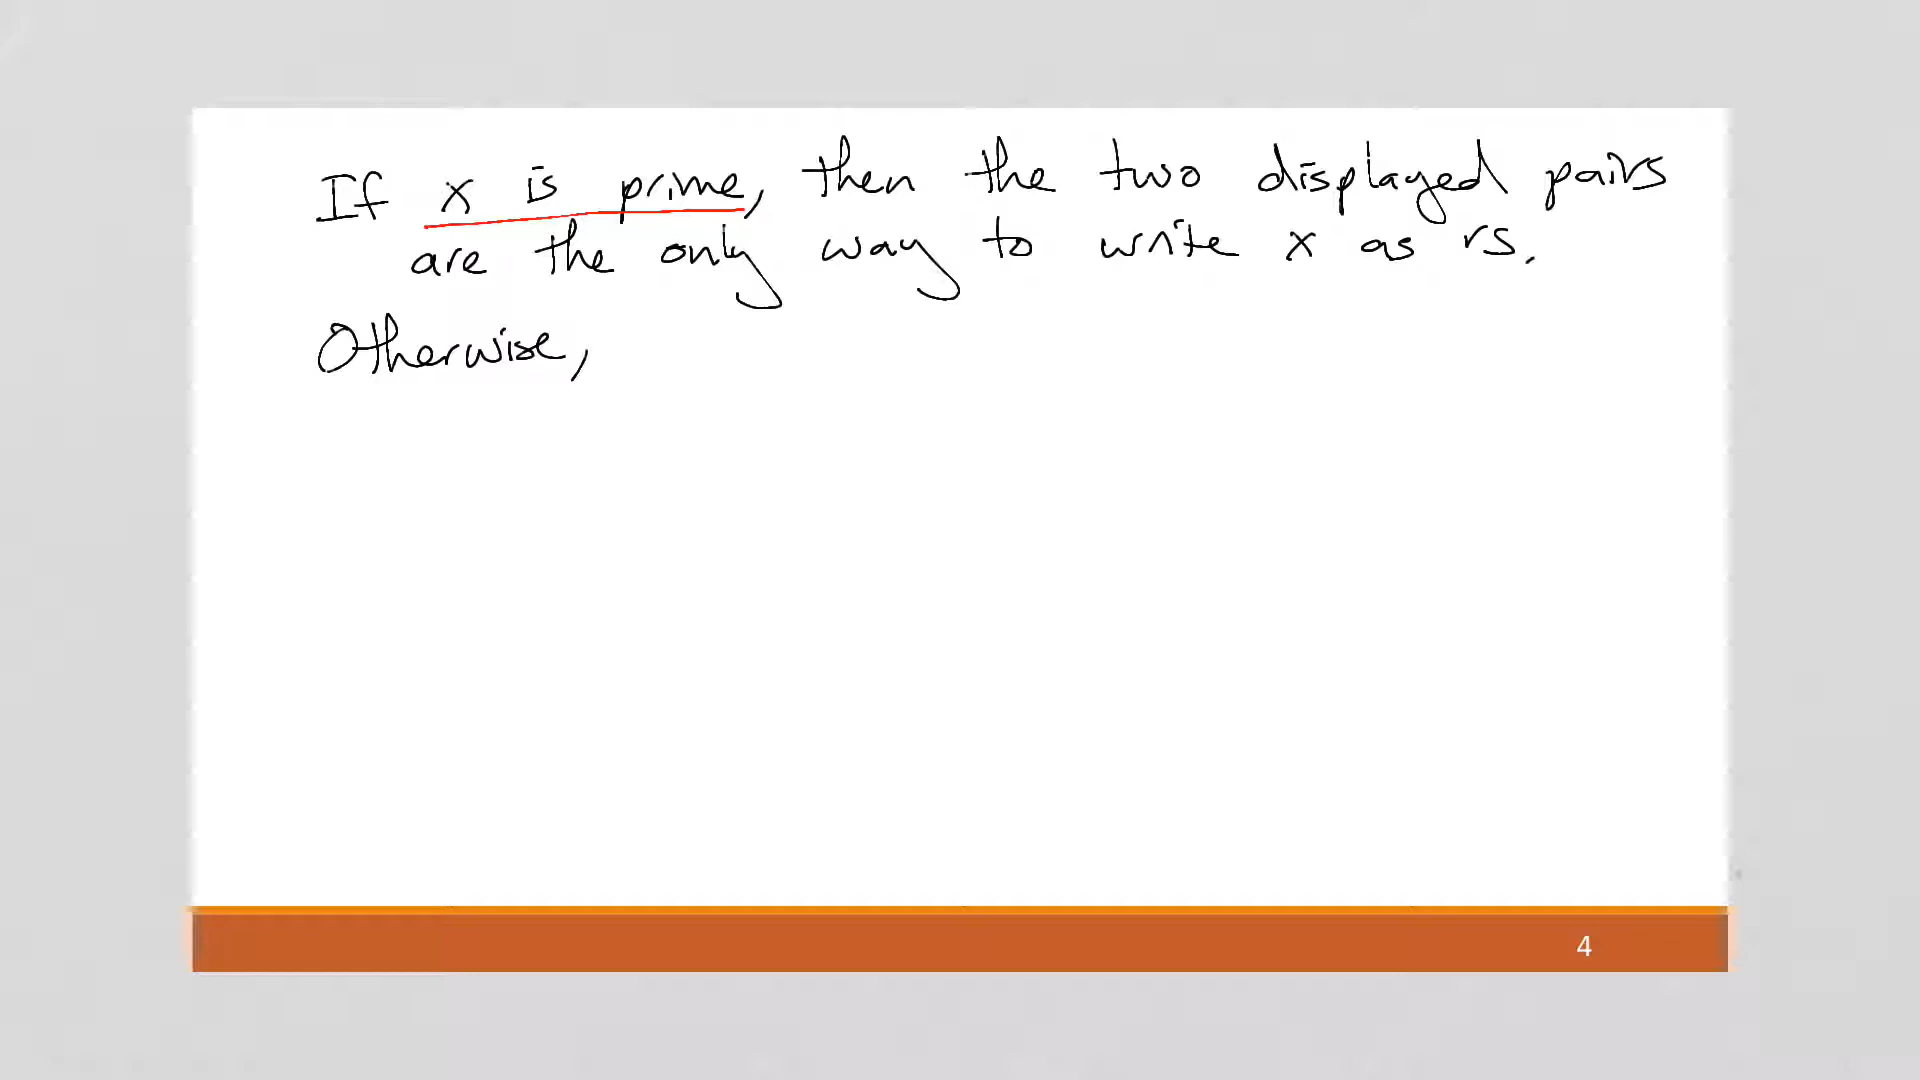 If x is prime, then the two displayed pairs
are the only way to write x as rs.
Otherwise,
4